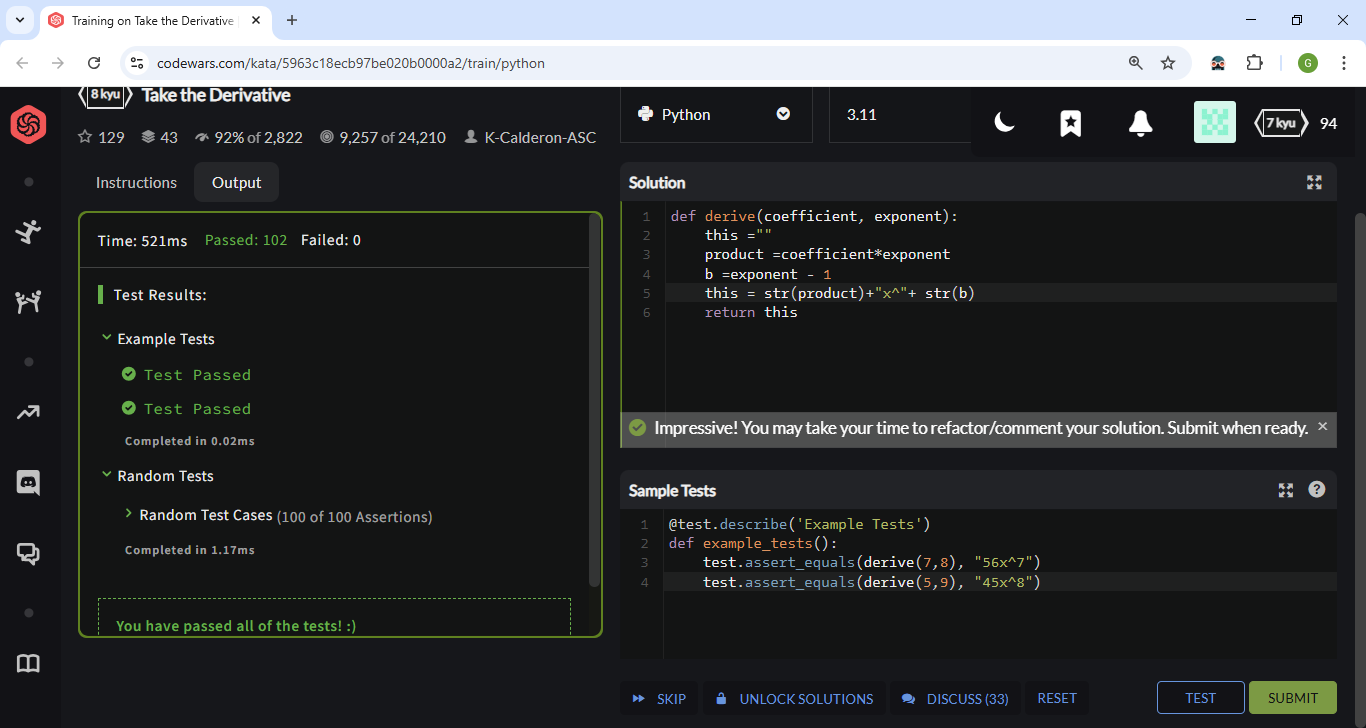 Training on Take the Derivative
codewars.com/kata/5963c18ecb97be020b0000a2/train/python
G
8 kyu Take the Derivative
129 43 92% of 2,822 9,257 of 24,210 K-Calderon-ASC
Python
3.11
7 kyu 94
Instructions Output
Time: 521ms Passed: 102 Failed: 0
Test Results:
Example Tests
Test Passed
Test Passed
Completed in 0.02ms
Random Tests
Random Test Cases (100 of 100 Assertions)
Completed in 1.17ms
You have passed all of the tests! :)
Solution
1 def derive(coefficient, exponent):
2 this =""
3 product =coefficient*exponent
4 b =exponent - 1
5 this = str(product)+"x^"+ str(b)
6 return this
Impressive! You may take your time to refactor/comment your solution. Submit when ready.
Sample Tests
1 @test.describe('Example Tests')
2 def example_tests():
3 test.assert_equals(derive(7,8), "56x^7")
4 test.assert_equals(derive(5,9), "45x^8")
SKIP UNLOCK SOLUTIONS DISCUSS (33) RESET TEST SUBMIT